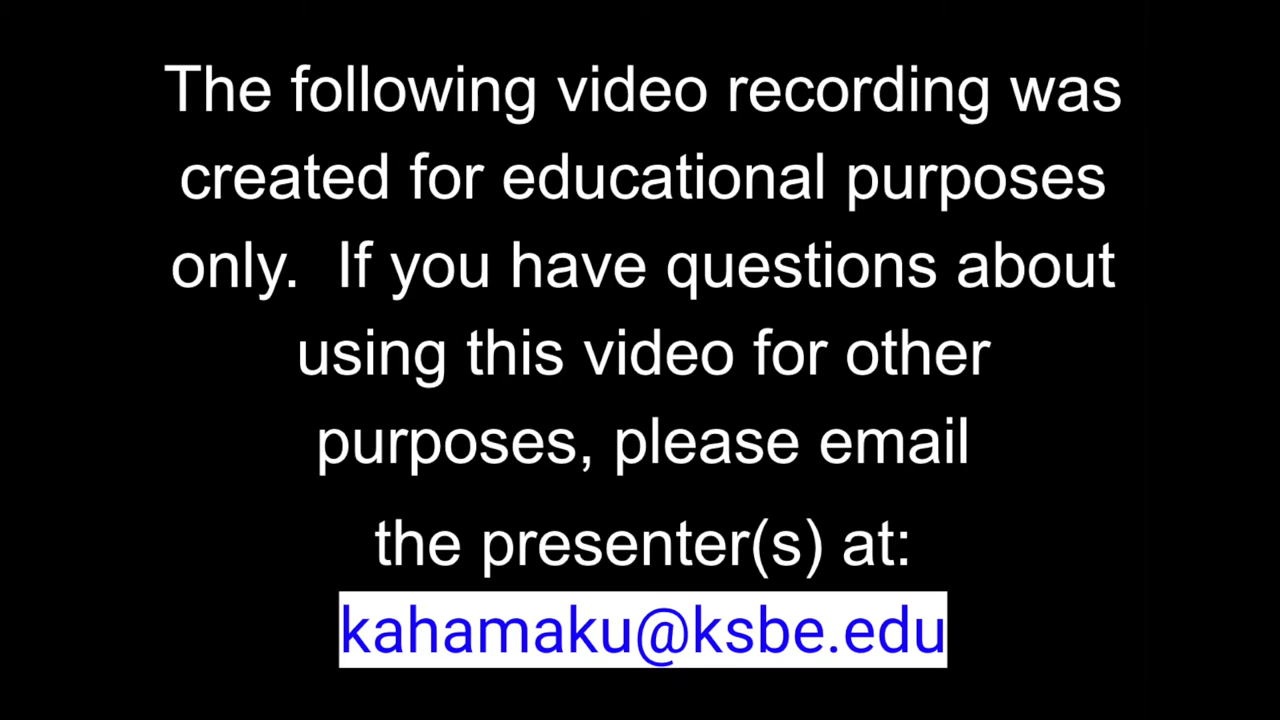 The following video recording was
created for educational purposes
only.  If you have questions about
using this video for other
purposes, please email
the presenter(s) at:
kahamaku@ksbe.edu